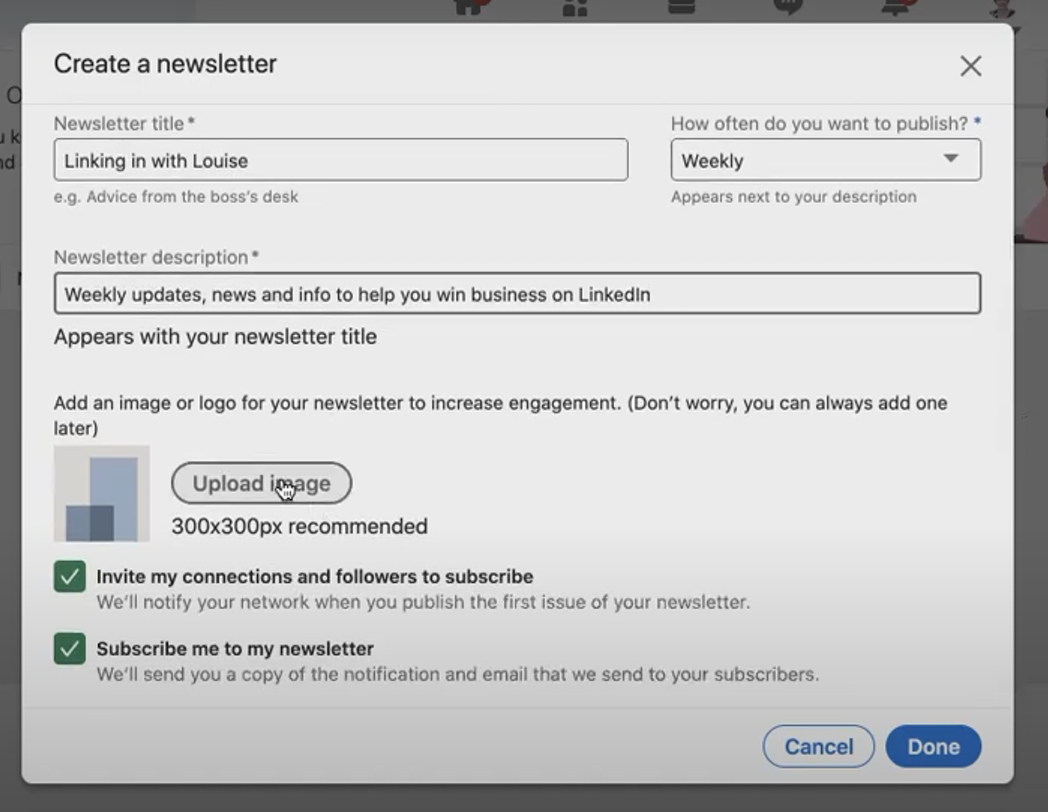 Create a newsletter
Newsletter title*
How often do you want to publish? *
Linking in with Louise
Weekly
e.g. Advice from the boss's desk
Appears next to your description
Newsletter description*
Weekly updates, news and info to help you win business on LinkedIn
Appears with your newsletter title
Add an image or logo for your newsletter to increase engagement. (Don't worry, you can always add one
later)
Upload image
300x300px recommended
Invite my connections and followers to subscribe
We'll notify your network when you publish the first issue of your newsletter.
Subscribe me to my newsletter
We'll send you a copy of the notification and email that we send to your subscribers.
Cancel
Done